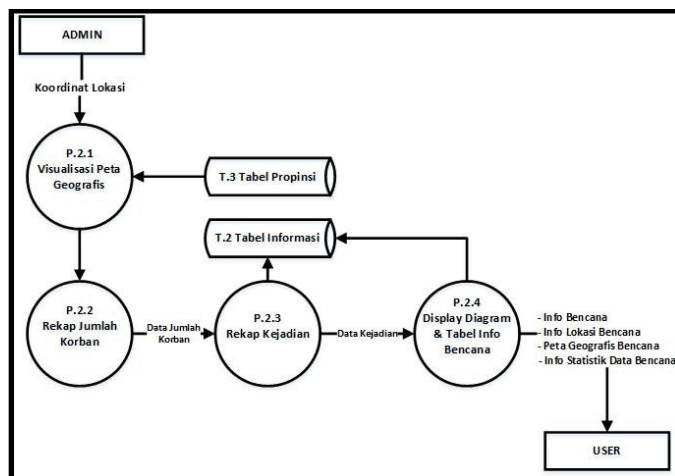 ADMIN
Koordinat Lokasi
P.2.1
Visualisasi Peta
Geografis
T.3 Tabel Propinsi
T.2 Tabel Informasi
P.2.2
Rekap Jumlah
Korban
Data Jumlah
Korban
P.2.3
Rekap Kejadian
Data Kejadian
P.2.4
Display Diagram
& Tabel Info
Bencana
- Info Bencana
- Info Lokasi Bencana
- Peta Geografis Bencana
- Info Statistik Data Bencana
USER